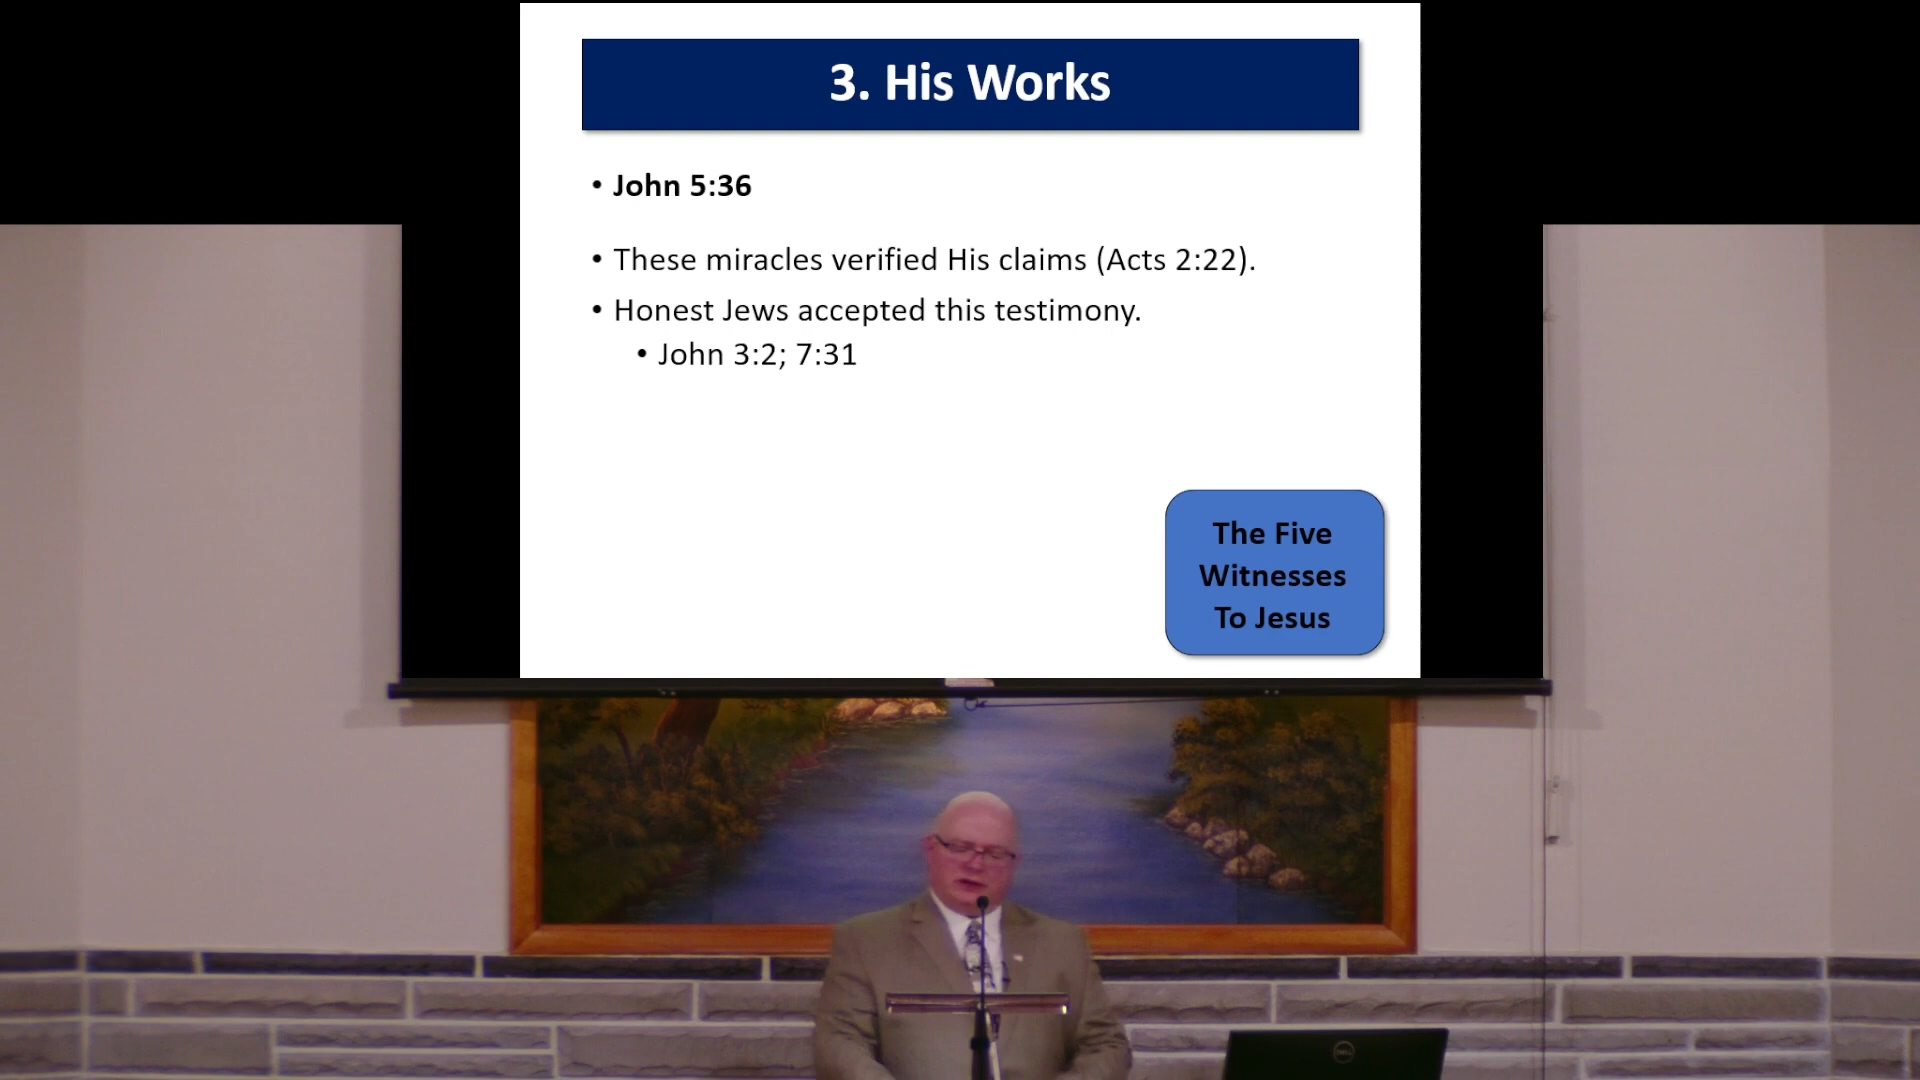 3. His Works
• John 5:36
• These miracles verified His claims (Acts 2:22).
• Honest Jews accepted this testimony.
• John 3:2; 7:31
The Five
Witnesses
To Jesus
DELL